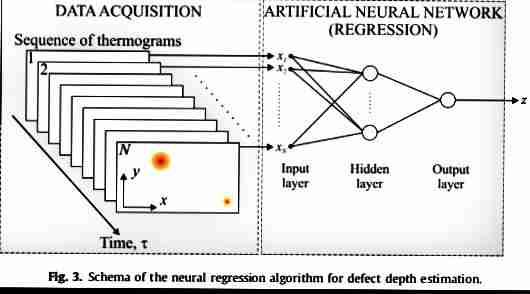 DATA ACQUISITION
Sequence of thermograms
1
2
N
y
x
Time, τ
ARTIFICIAL NEURAL NETWORK
(REGRESSION)
x₁
x₂
xₙ
z
Input
layer
Hidden
layer
Output
layer
Fig. 3. Schema of the neural regression algorithm for defect depth estimation.